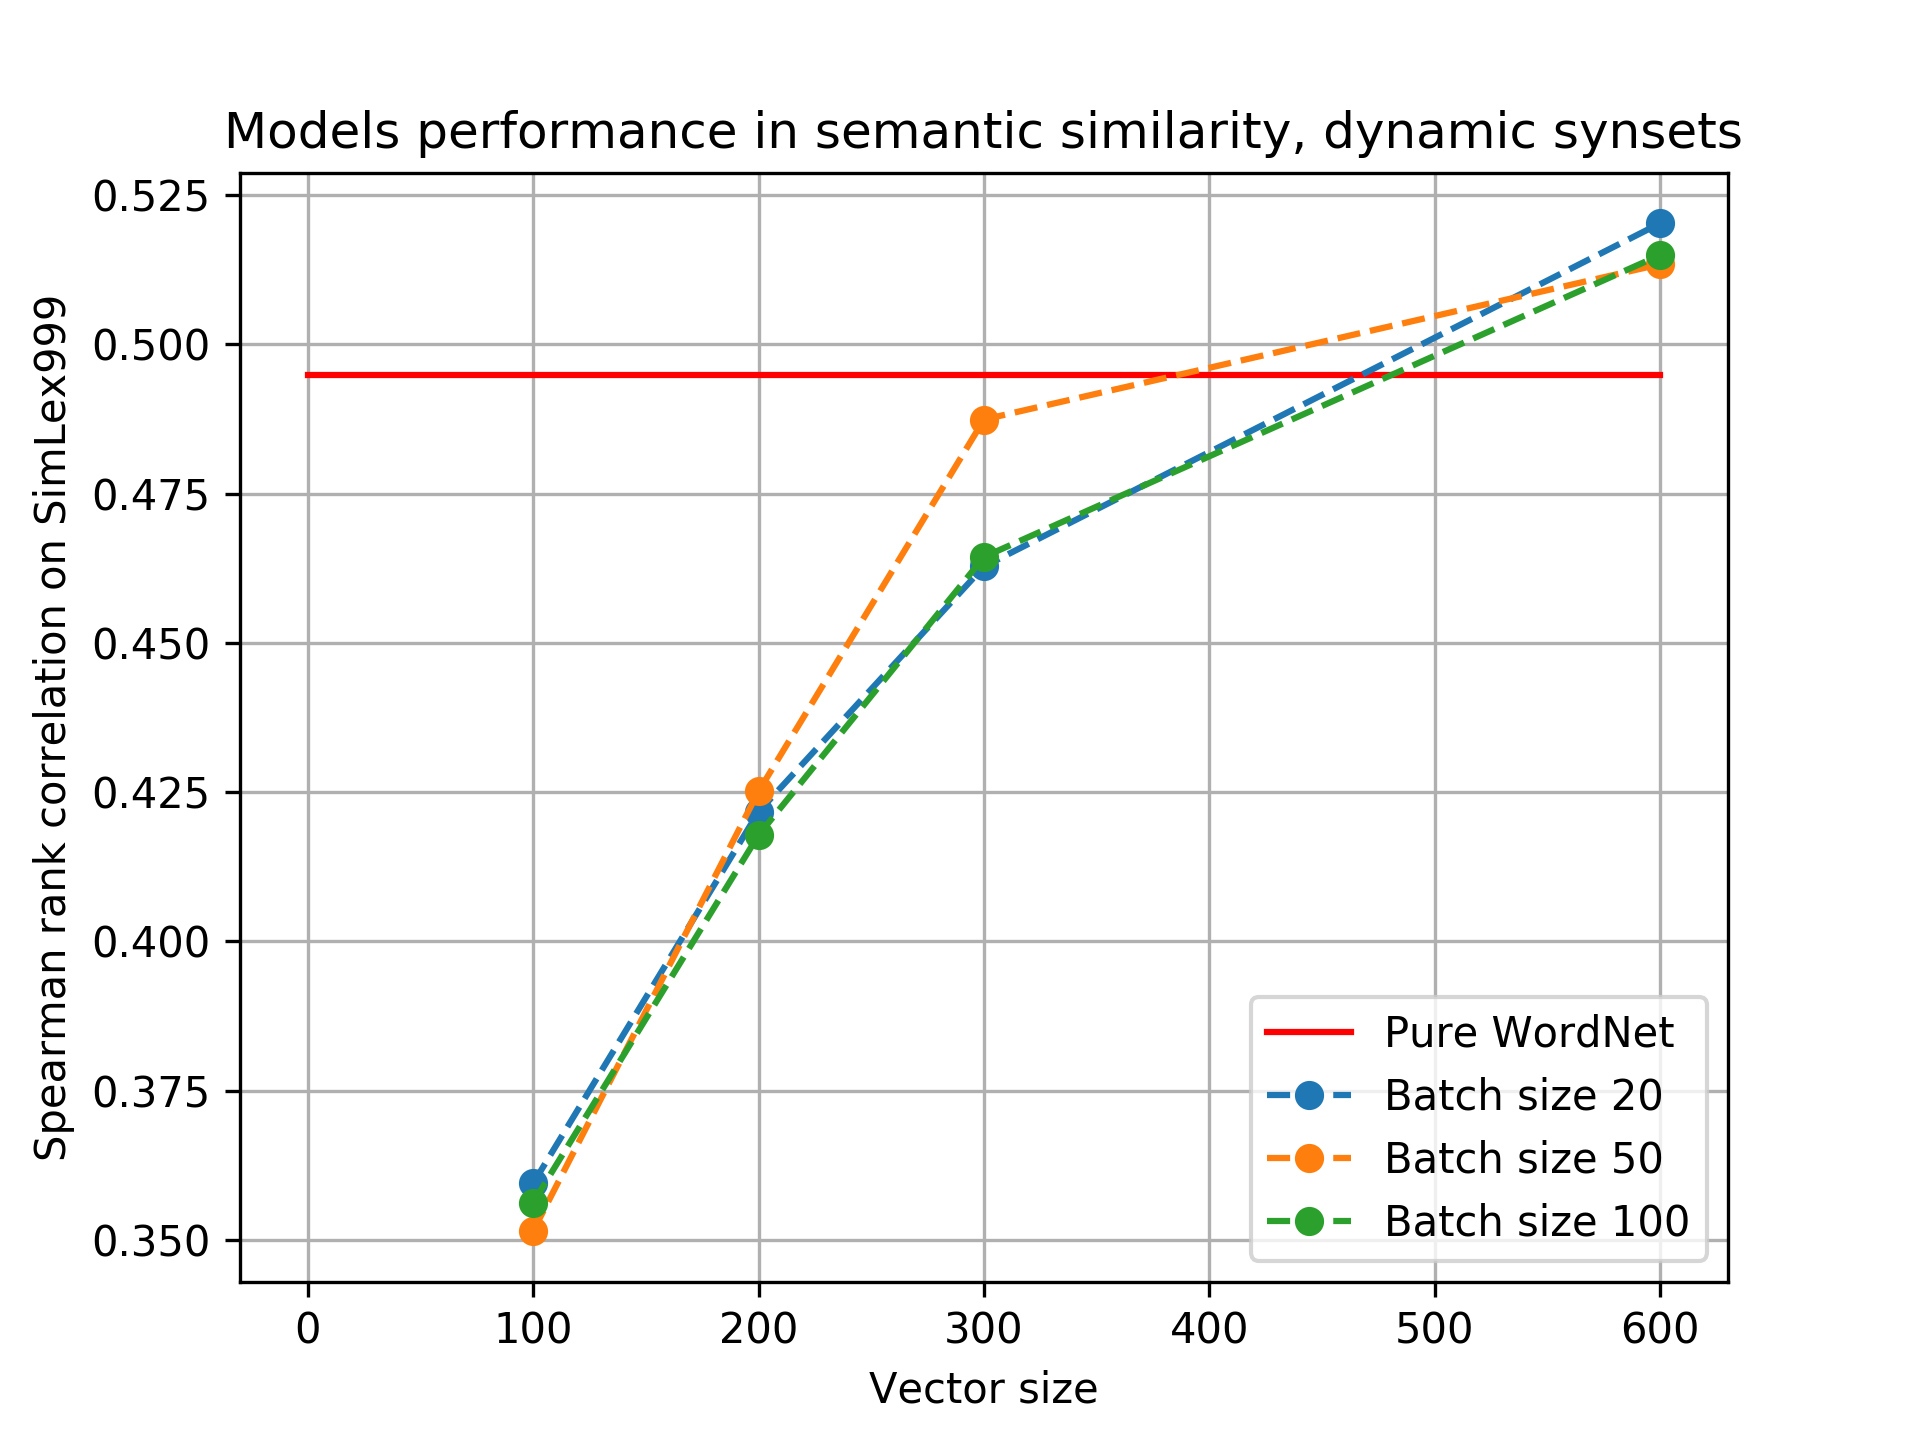 Models performance in semantic similarity, dynamic synsets
Spearman rank correlation on SimLex999
0.525
0.500
0.475
0.450
0.425
0.400
0.375
0.350
Pure WordNet
Batch size 20
Batch size 50
Batch size 100
0 100 200 300 400 500 600
Vector size